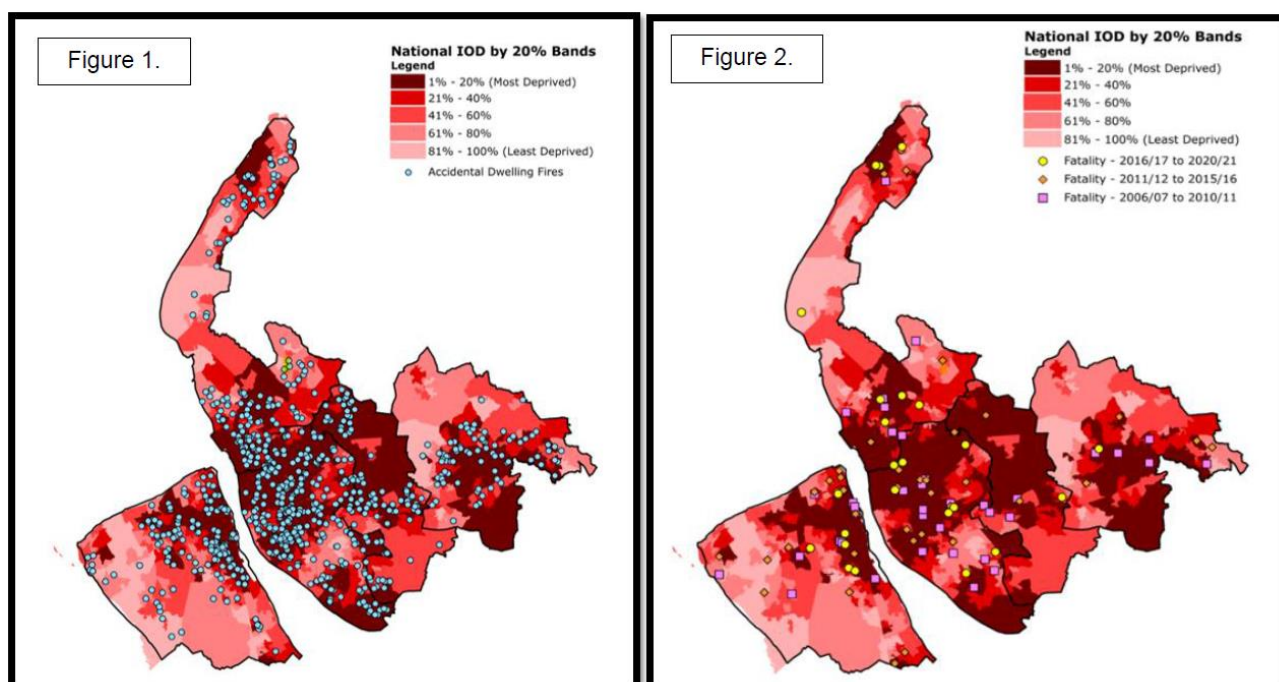 Figure 1.
National IOD by 20% Bands
Legend
1% - 20% (Most Deprived)
21% - 40%
41% - 60%
61% - 80%
81% - 100% (Least Deprived)
Accidental Dwelling Fires
Figure 2.
National IOD by 20% Bands
Legend
1% - 20% (Most Deprived)
21% - 40%
41% - 60%
61% - 80%
81% - 100% (Least Deprived)
Fatality - 2016/17 to 2020/21
Fatality - 2011/12 to 2015/16
Fatality - 2006/07 to 2010/11